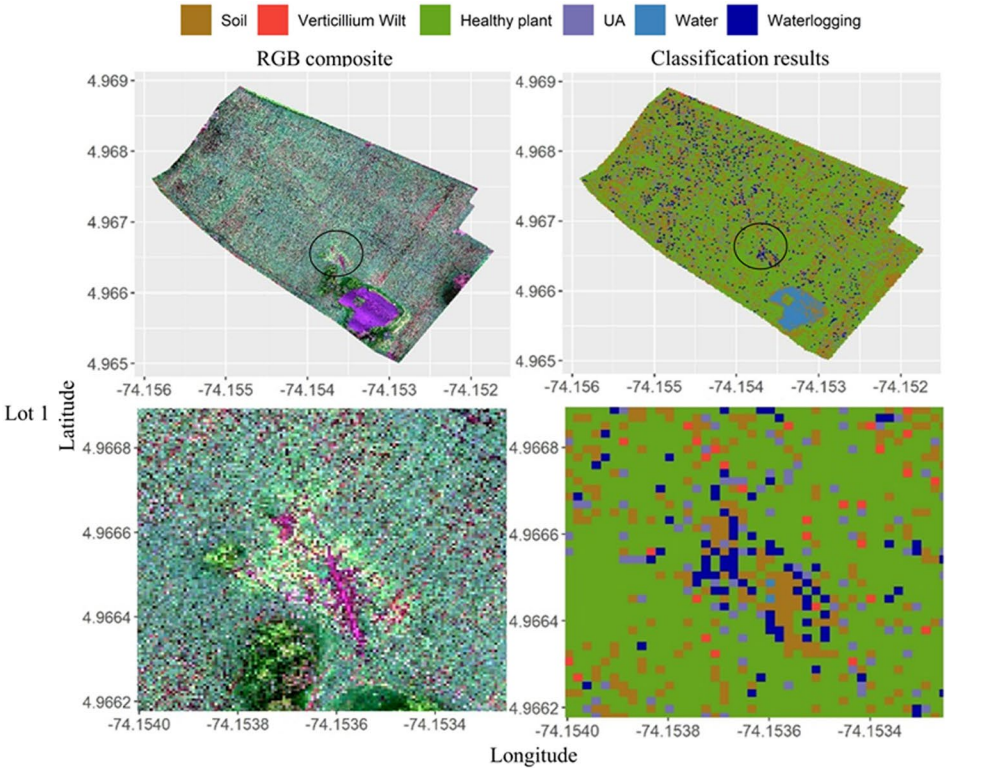 Soil Verticillium Wilt Healthy plant UA Water Waterlogging
RGB composite Classification results
4.969 4.969
4.968 4.968
4.967 4.967
4.966 4.966
4.965 4.965
-74.156 -74.155 -74.154 -74.153 -74.152 -74.156 -74.155 -74.154 -74.153 -74.152
Lot 1
Latitude
4.9668 4.9668
4.9666 4.9666
4.9664 4.9664
4.9662 4.9662
-74.1540 -74.1538 -74.1536 -74.1534 -74.1540 -74.1538 -74.1536 -74.1534
Longitude